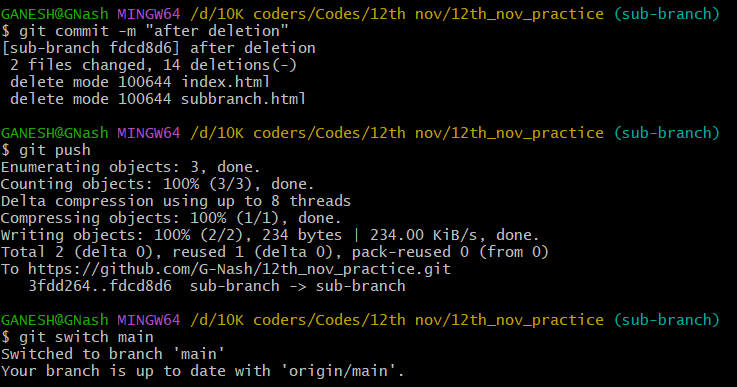 GANESH@GNash MINGW64 /d/10K coders/Codes/12th nov/12th_nov_practice (sub-branch)
$ git commit -m "after deletion"
[sub-branch fdcd8d6] after deletion
 2 files changed, 14 deletions(-)
 delete mode 100644 index.html
 delete mode 100644 subbranch.html

GANESH@GNash MINGW64 /d/10K coders/Codes/12th nov/12th_nov_practice (sub-branch)
$ git push
Enumerating objects: 3, done.
Counting objects: 100% (3/3), done.
Delta compression using up to 8 threads
Compressing objects: 100% (1/1), done.
Writing objects: 100% (2/2), 234 bytes | 234.00 KiB/s, done.
Total 2 (delta 0), reused 1 (delta 0), pack-reused 0 (from 0)
To https://github.com/G-Nash/12th_nov_practice.git
   3fdd264..fdcd8d6  sub-branch -> sub-branch

GANESH@GNash MINGW64 /d/10K coders/Codes/12th nov/12th_nov_practice (sub-branch)
$ git switch main
Switched to branch 'main'
Your branch is up to date with 'origin/main'.